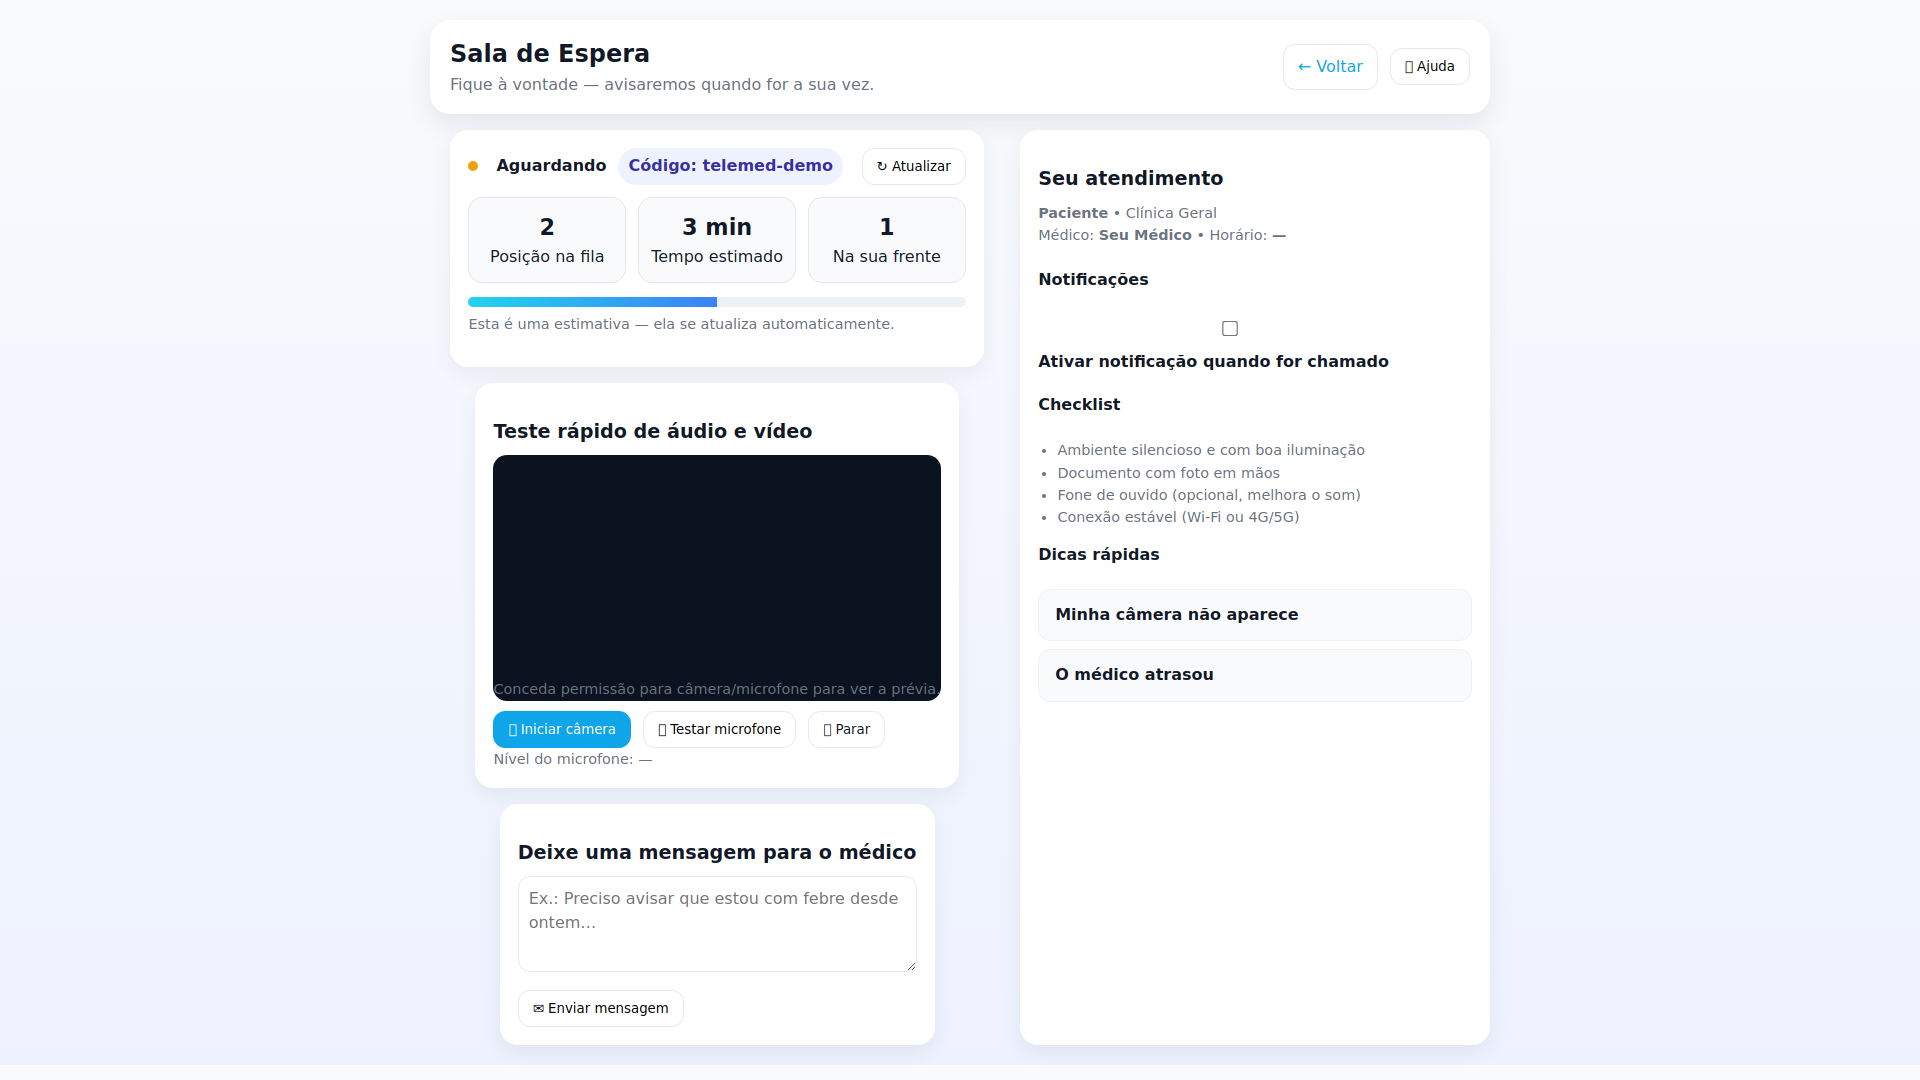 Sala de Espera
Fique à vontade — avisaremos quando for a sua vez.
← Voltar
Ajuda
Aguardando
Código: telemed-demo
↻ Atualizar
2
Posição na fila
3 min
Tempo estimado
1
Na sua frente
Esta é uma estimativa — ela se atualiza automaticamente.
Teste rápido de áudio e vídeo
Conceda permissão para câmera/microfone para ver a prévia.
Iniciar câmera
Testar microfone
Parar
Nível do microfone: —
Deixe uma mensagem para o médico
Ex.: Preciso avisar que estou com febre desde
ontem...
✉ Enviar mensagem
Seu atendimento
Paciente • Clínica Geral
Médico: Seu Médico • Horário: —
Notificações
Ativar notificação quando for chamado
Checklist
• Ambiente silencioso e com boa iluminação
• Documento com foto em mãos
• Fone de ouvido (opcional, melhora o som)
• Conexão estável (Wi-Fi ou 4G/5G)
Dicas rápidas
Minha câmera não aparece
O médico atrasou